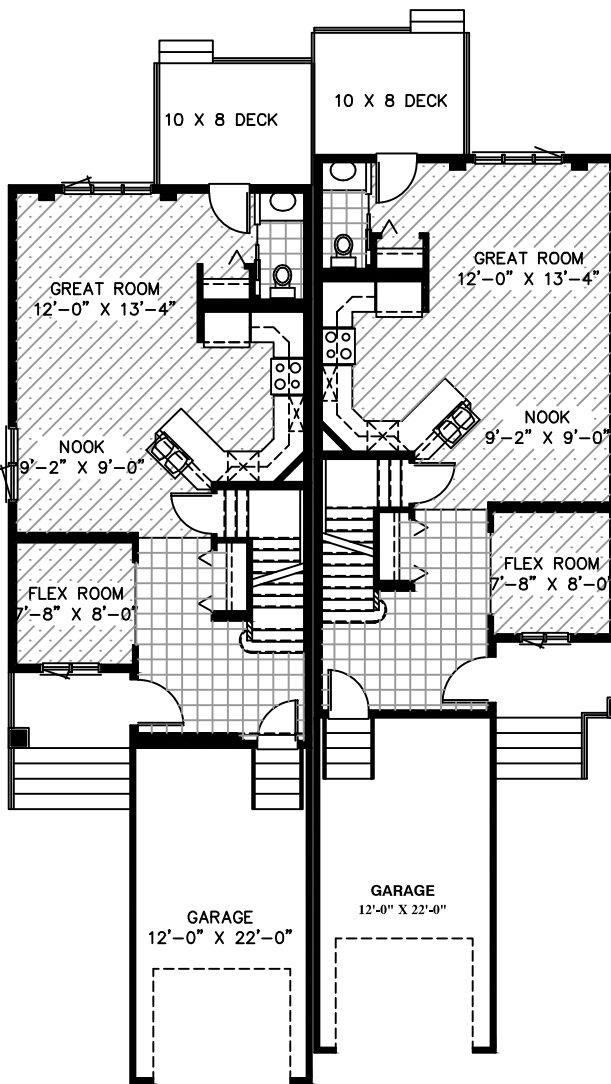 10 X 8 DECK
10 X 8 DECK
GREAT ROOM
12'-0" X 13'-4"
GREAT ROOM
12'-0" X 13'-4"
NOOK
9'-2" X 9'-0"
NOOK
9'-2" X 9'-0"
FLEX ROOM
7'-8" X 8'-0"
FLEX ROOM
7'-8" X 8'-0"
GARAGE
12'-0" X 22'-0"
GARAGE
12'-0" X 22'-0"